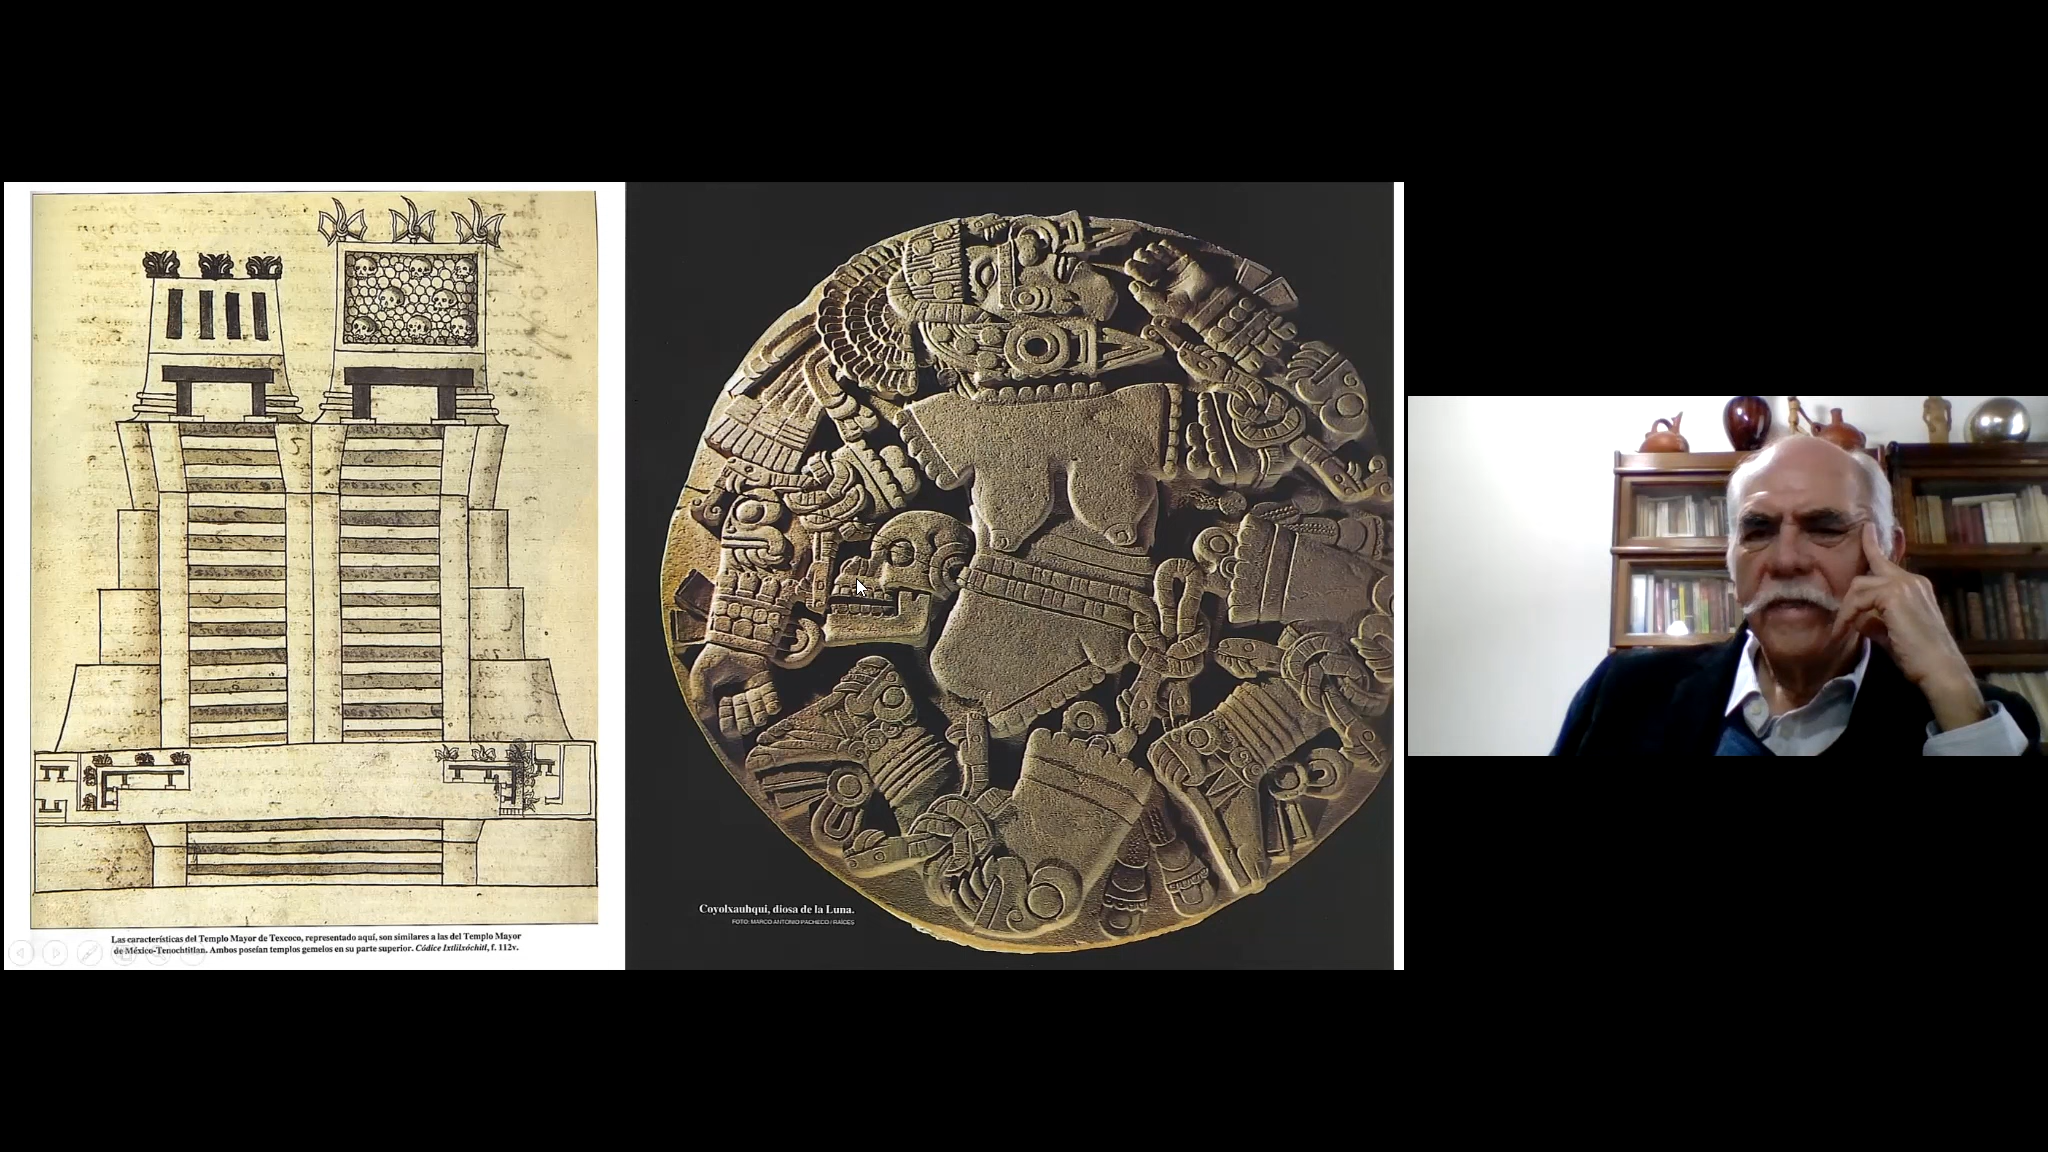 Las características del Templo Mayor de Texcoco, representado aquí, son similares a las del Templo Mayor
de México-Tenochtitlan. Ambos poseían templos gemelos en su parte superior. Códice Ixtlilxóchitl, f. 112v.
Coyolxauhqui, diosa de la Luna.
FOTO: MARCO ANTONIO PACHECO / RAÍCES